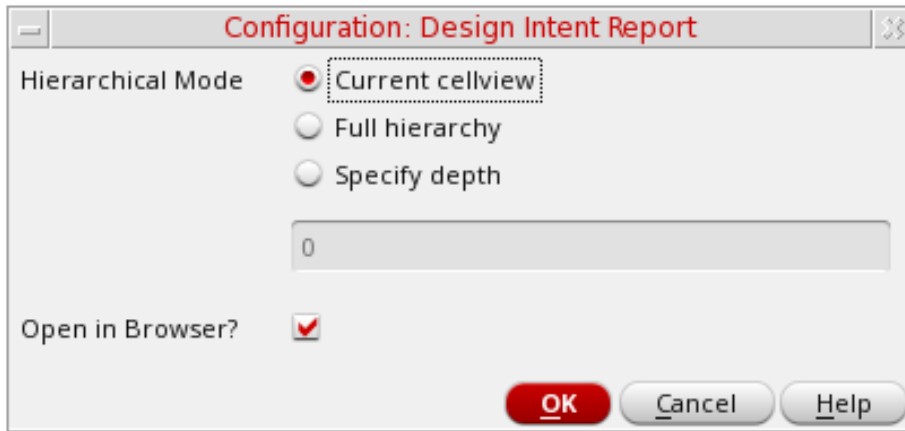 Configuration: Design Intent Report
Hierarchical Mode Current cellview
Full hierarchy
Specify depth
0
Open in Browser?
OK Cancel Help